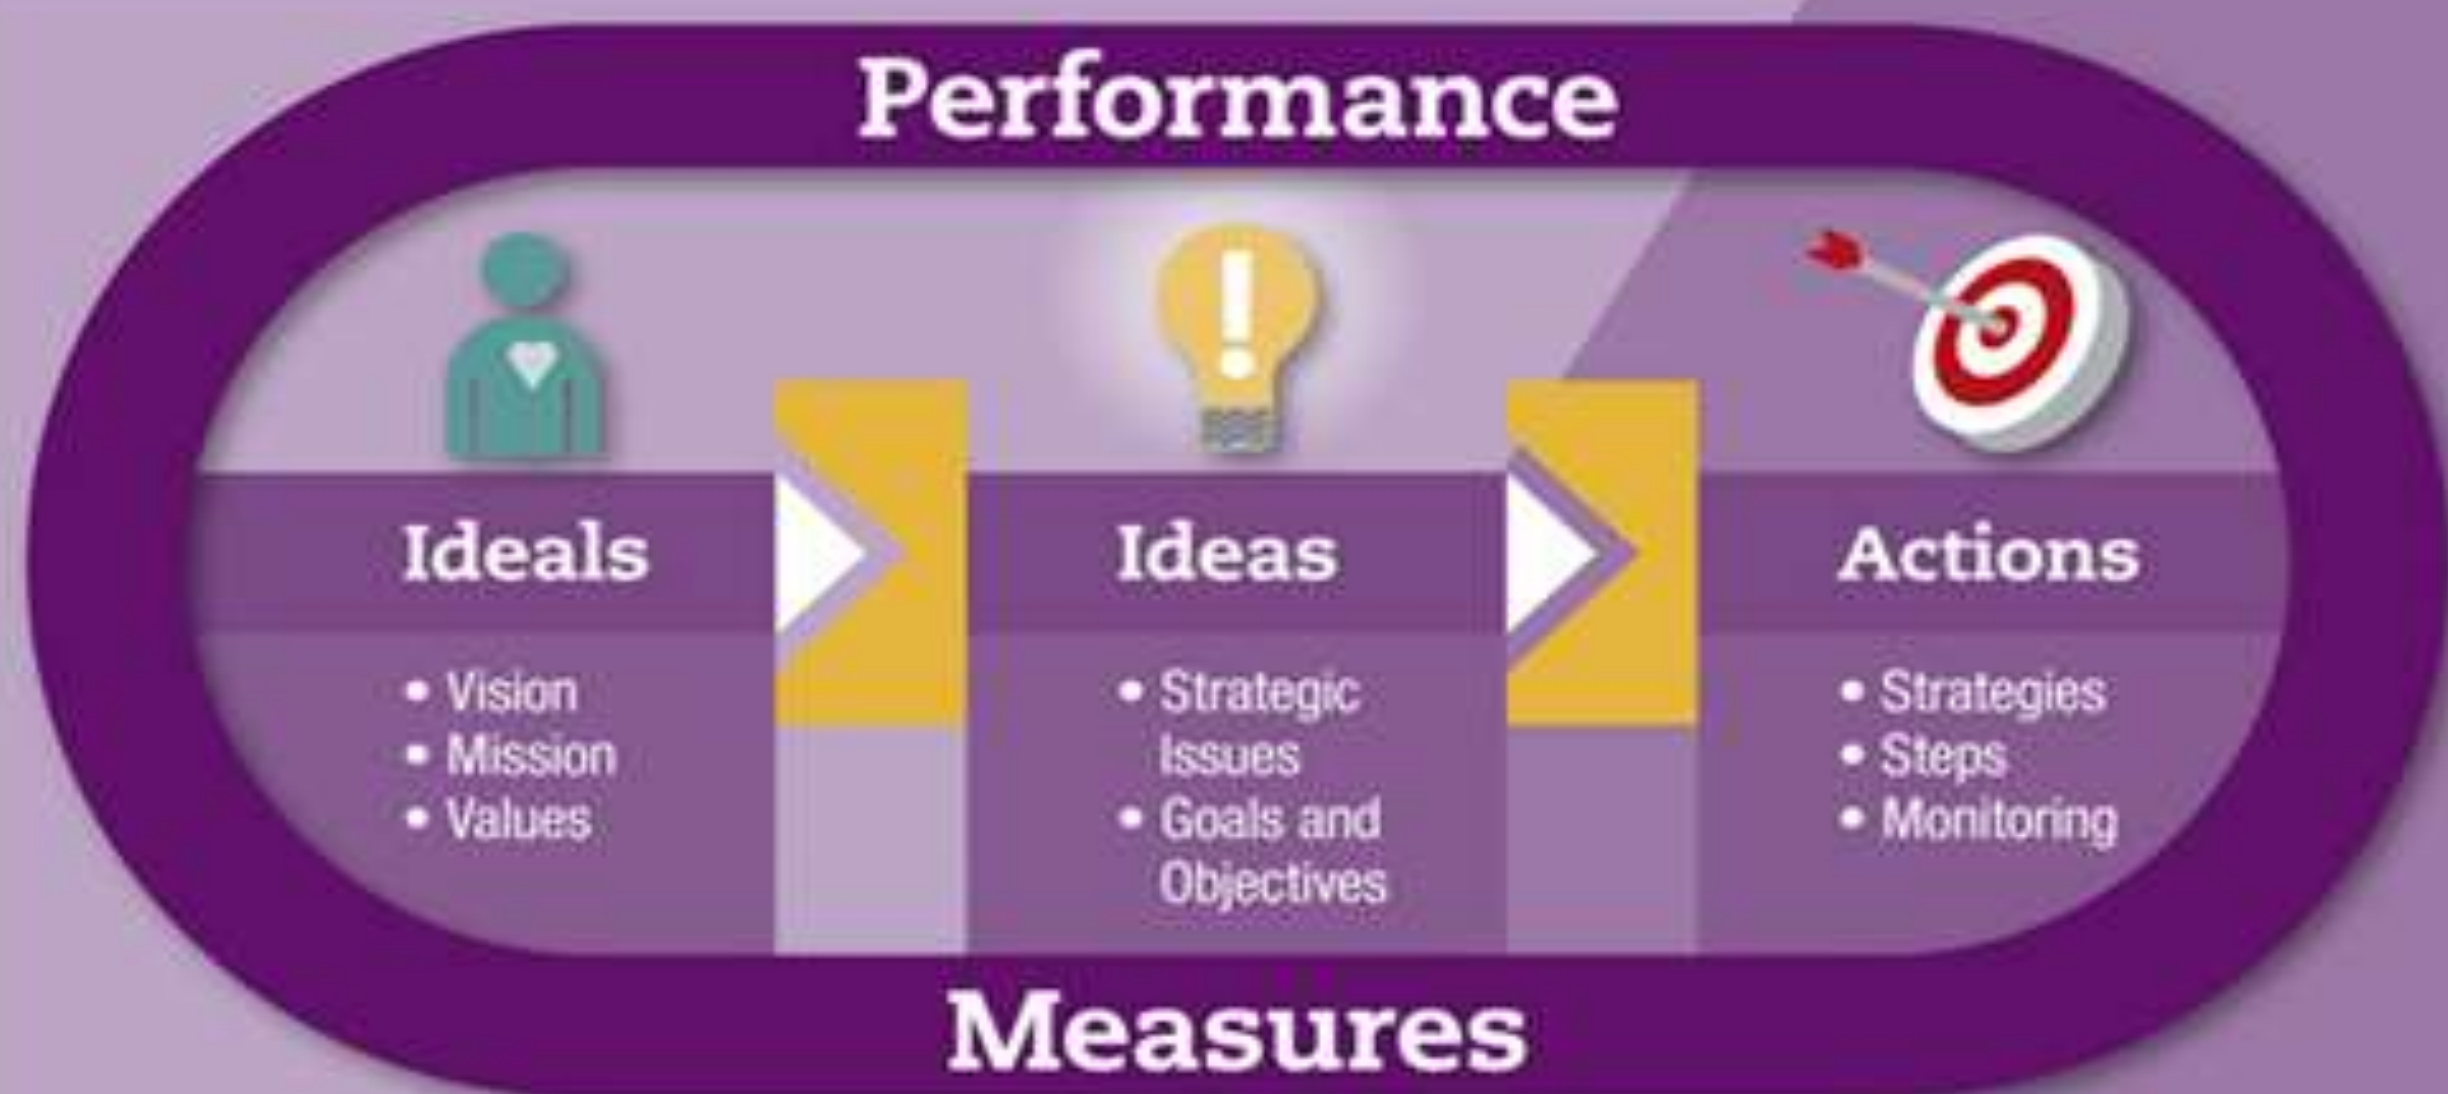 Performance
!
Ideals
• Vision
• Mission
• Values
Ideas
• Strategic
Issues
• Goals and
Objectives
Actions
• Strategies
• Steps
• Monitoring
Measures